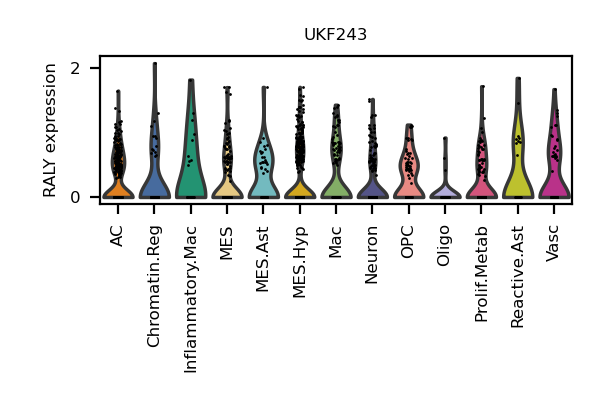 UKF243
RALY expression
2
0
AC
Chromatin.Reg
Inflammatory.Mac
MES
MES.Ast
MES.Hyp
Mac
Neuron
OPC
Oligo
Prolif.Metab
Reactive.Ast
Vasc